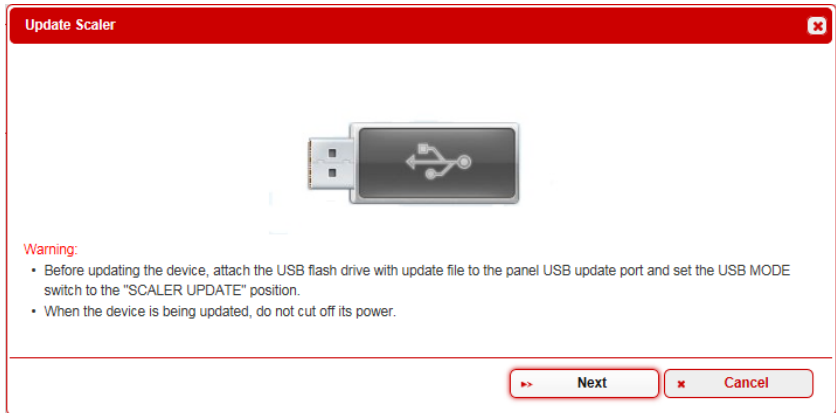 Update Scaler
Warning:
• Before updating the device, attach the USB flash drive with update file to the panel USB update port and set the USB MODE
switch to the "SCALER UPDATE" position.
• When the device is being updated, do not cut off its power.
Next
Cancel